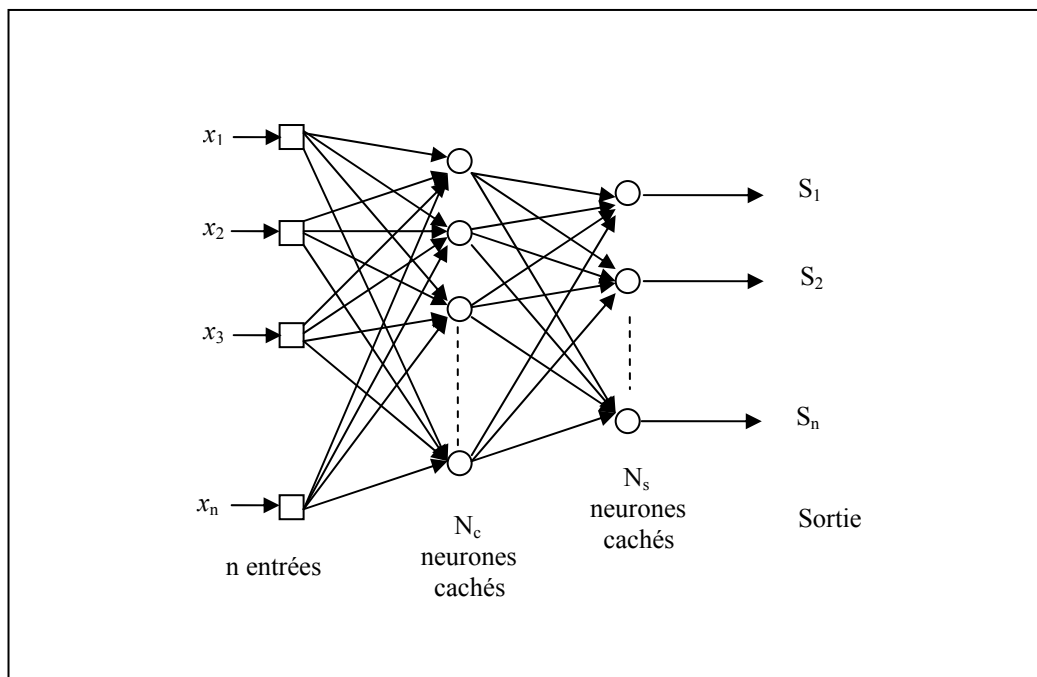 x1
x2
x3
xn
n entrées
Nc
neurones
cachés
Ns
neurones
cachés
S1
S2
Sn
Sortie